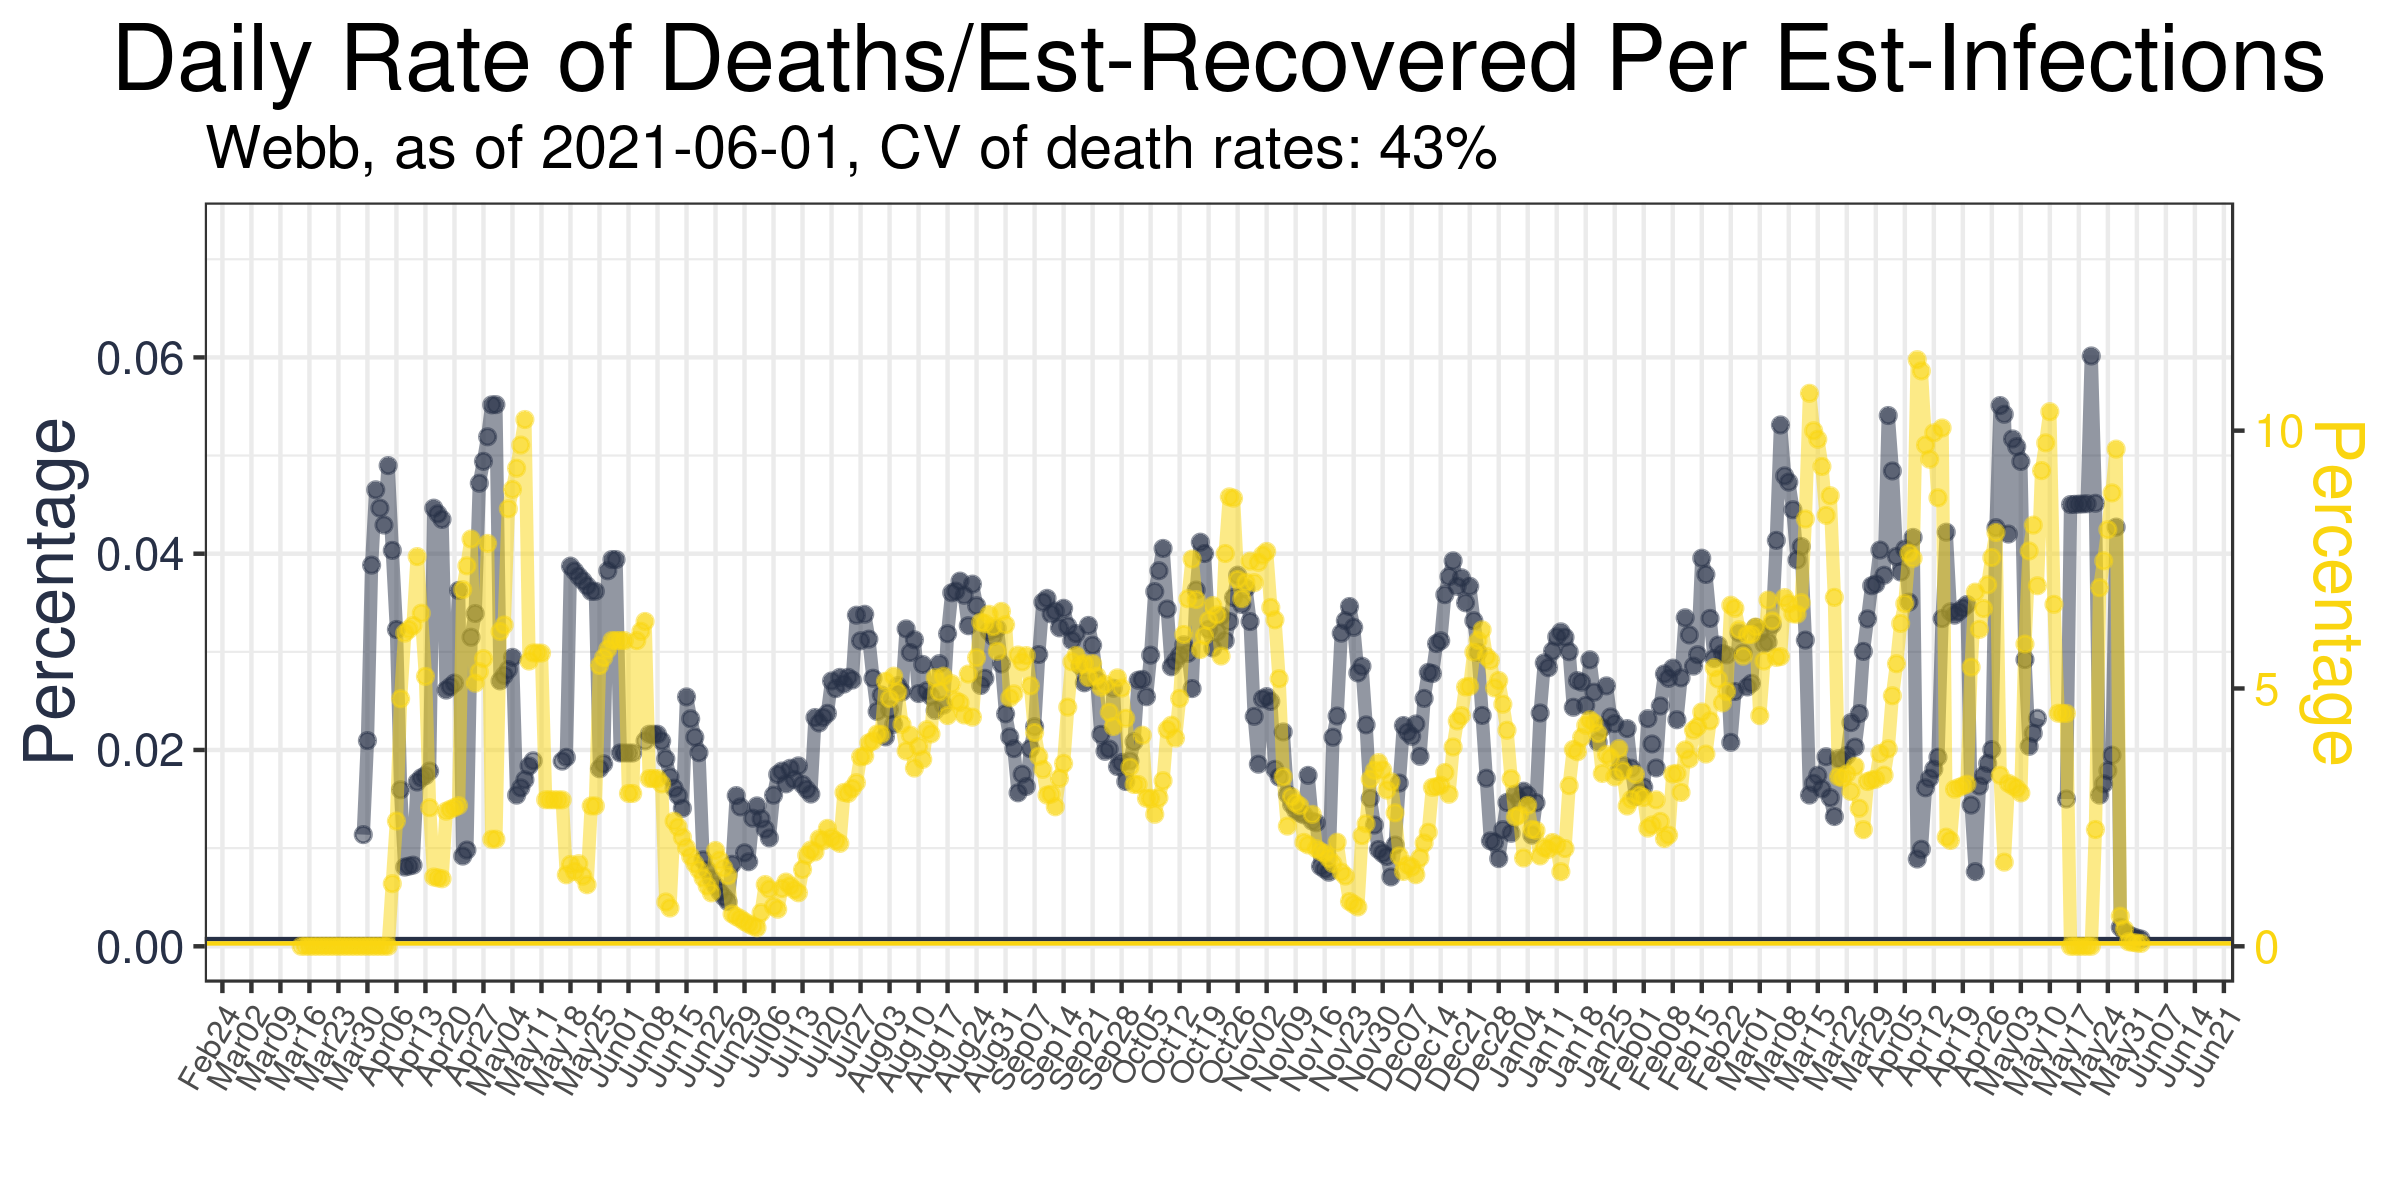 Daily Rate of Deaths/Est-Recovered Per Est-Infections
Webb, as of 2021-06-01, CV of death rates: 43%
Percentage
0.06
0.04
0.02
0.00
10
5
0
Percentage
Feb24
Mar02
Mar09
Mar16
Mar23
Mar30
Apr06
Apr13
Apr20
Apr27
May04
May11
May18
May25
Jun01
Jun08
Jun15
Jun22
Jun29
Jul06
Jul13
Jul20
Jul27
Aug03
Aug10
Aug17
Aug24
Aug31
Sep07
Sep14
Sep21
Sep28
Oct05
Oct12
Oct19
Oct26
Nov02
Nov09
Nov16
Nov23
Nov30
Dec07
Dec14
Dec21
Dec28
Jan04
Jan11
Jan18
Jan25
Feb01
Feb08
Feb15
Feb22
Mar01
Mar08
Mar15
Mar22
Mar29
Apr05
Apr12
Apr19
Apr26
May03
May10
May17
May24
May31
Jun07
Jun14
Jun21